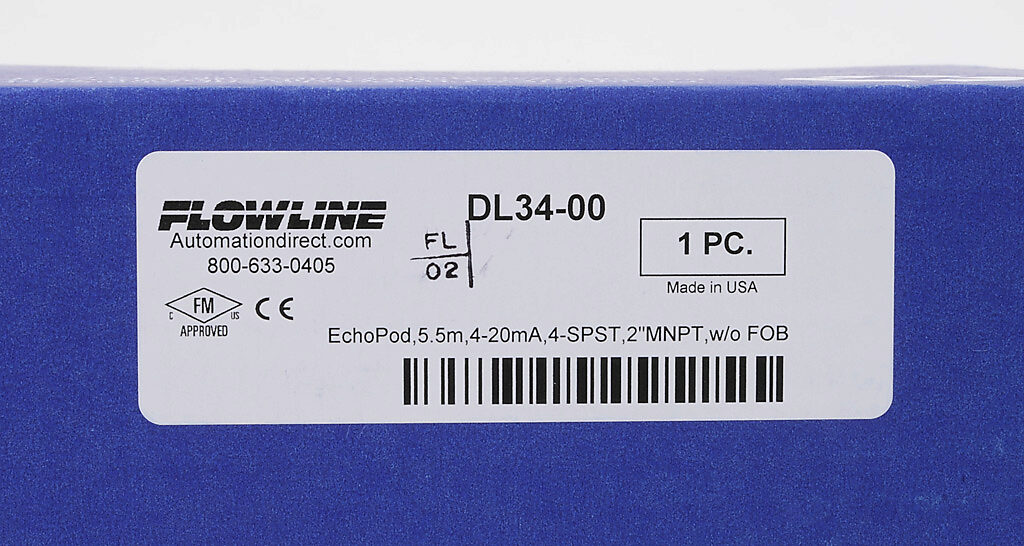 FLOWLINE
Automationdirect.com
800-633-0405
C FM US
APPROVED
CE
DL34-00
FL
02
1 PC.
Made in USA
EchoPod,5.5m,4-20mA,4-SPST,2"MNPT,w/o FOB